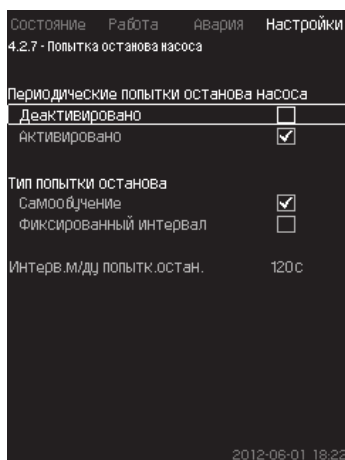 Состояние Работа Авария Настройки
4.2.7 - Попытка останова насоса
Периодические попытки останова насоса
Деактивировано
Активировано
Тип попытки останова
Самообучение
Фиксированный интервал
Интерв.м/ду попытк.остан. 120с
2012-06-01 18:22